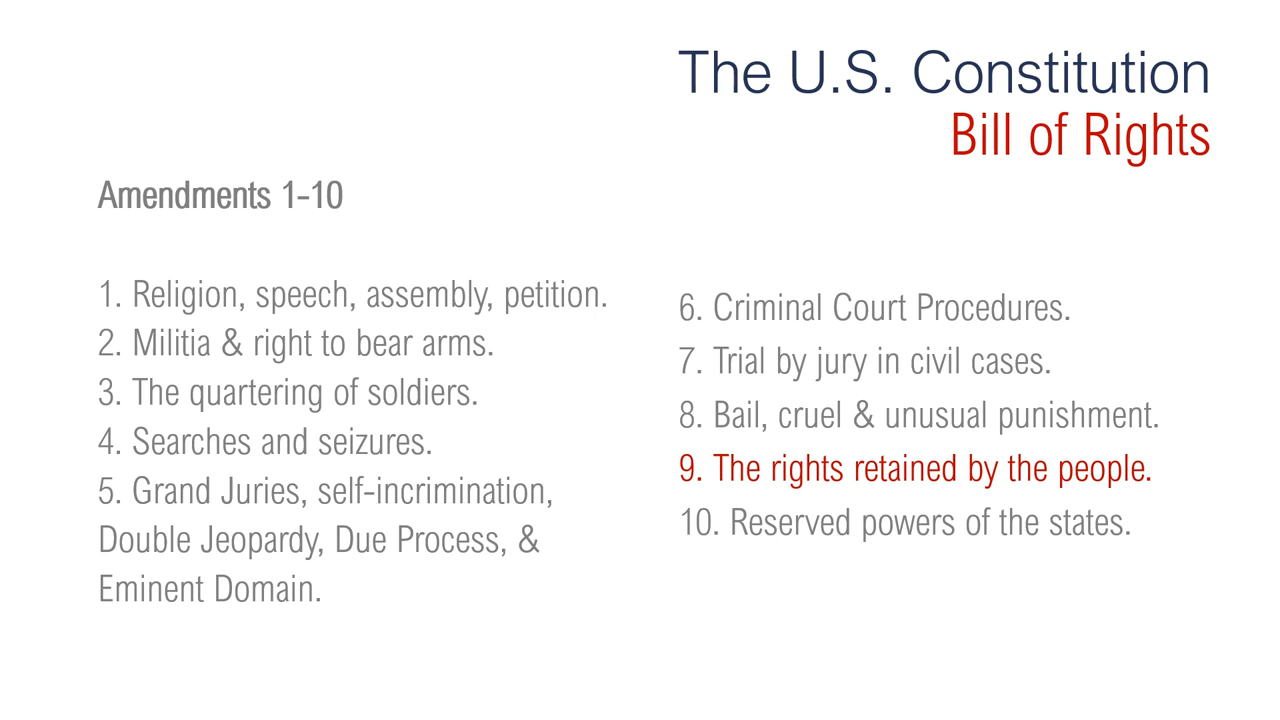 The U.S. Constitution
Bill of Rights
Amendments 1-10
1. Religion, speech, assembly, petition.
2. Militia & right to bear arms.
3. The quartering of soldiers.
4. Searches and seizures.
5. Grand Juries, self-incrimination,
Double Jeopardy, Due Process, &
Eminent Domain.
6. Criminal Court Procedures.
7. Trial by jury in civil cases.
8. Bail, cruel & unusual punishment.
9. The rights retained by the people.
10. Reserved powers of the states.